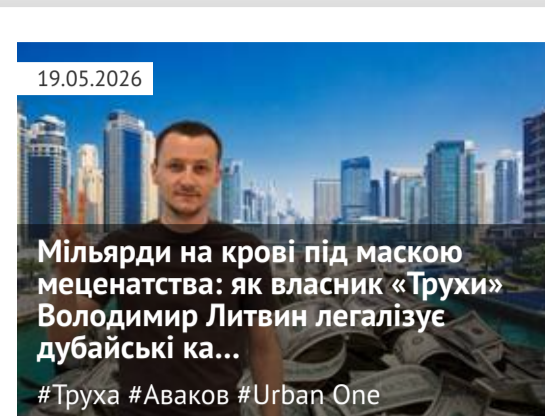 19.05.2026
Мільярди на крові під маскою
меценатства: як власник «Трухи»
Володимир Литвин легалізує
дубайські ка...
#Труха #Аваков #Urban One